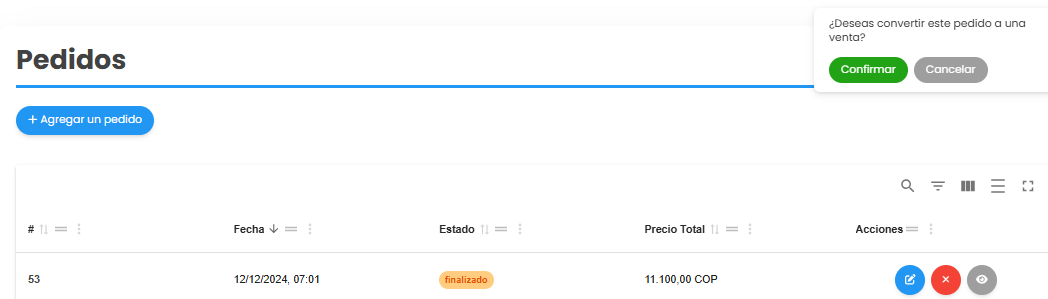 ¿Deseas convertir este pedido a una
venta?
Confirmar Cancelar
Pedidos
+ Agregar un pedido
# Fecha Estado Precio Total Acciones
53 12/12/2024, 07:01 finalizado 11.100,00 COP